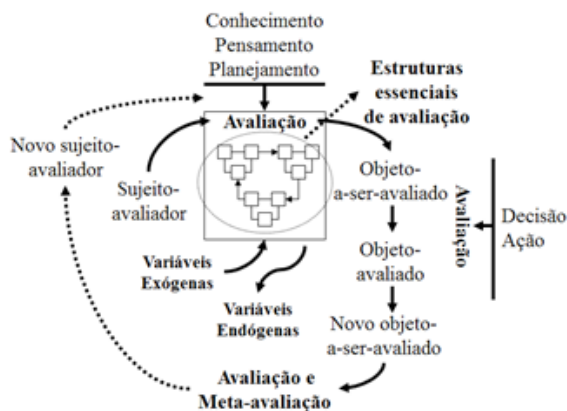 Conhecimento
Pensamento
Planejamento
Estruturas
essenciais
de avaliação
Avaliação
Novo sujeito-
avaliador
Sujeito-
avaliador
Objeto-
a-ser-avaliado
Avaliação
Decisão
Ação
Objeto-
avaliado
Variáveis
Exógenas
Variáveis
Endógenas
Novo objeto-
a-ser-avaliado
Avaliação e
Meta-avaliação